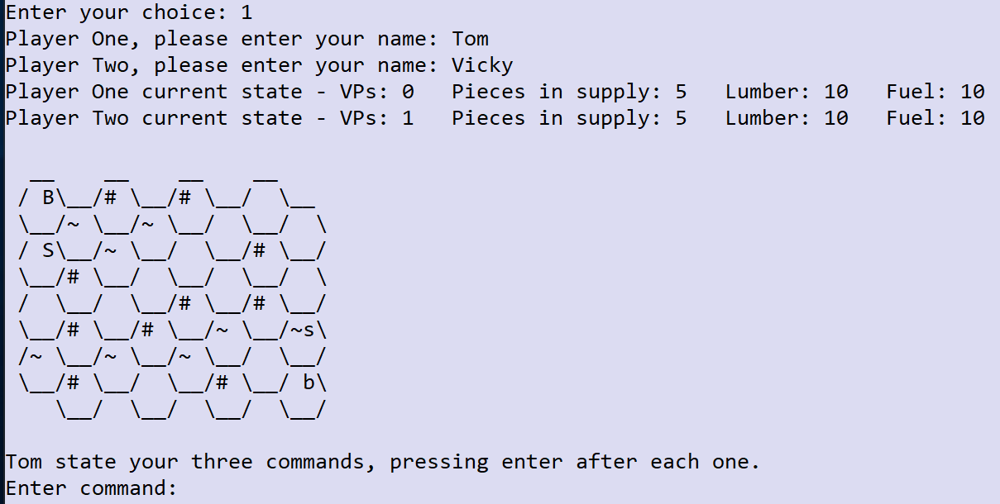 Enter your choice: 1
Player One, please enter your name: Tom
Player Two, please enter your name: Vicky
Player One current state - VPs: 0   Pieces in supply: 5   Lumber: 10   Fuel: 10
Player Two current state - VPs: 1   Pieces in supply: 5   Lumber: 10   Fuel: 10
  __    __    __    __
 / B\__/# \__/# \__/  \__
 \__/~ \__/~ \__/  \__/  \
 / S\__/~ \__/  \__/# \__/
 \__/# \__/  \__/  \__/  \
 /  \__/  \__/# \__/# \__/
 \__/# \__/# \__/~ \__/~s\
 /~ \__/~ \__/~ \__/  \__/
 \__/# \__/  \__/# \__/ b\
    \__/  \__/  \__/  \__/
Tom state your three commands, pressing enter after each one.
Enter command: